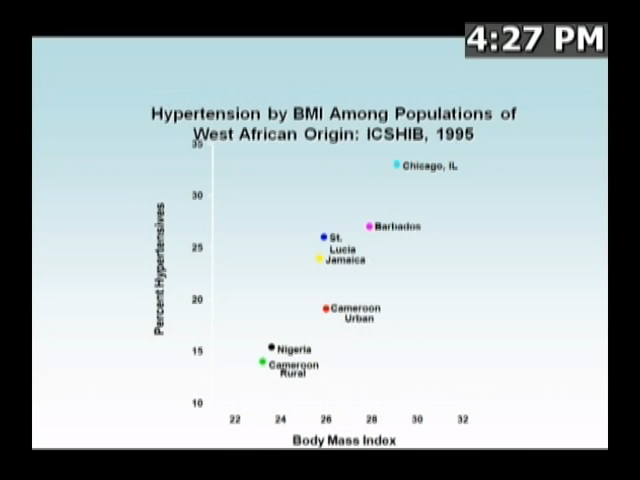 4:27 PM
Hypertension by BMI Among Populations of
West African Origin: ICSHIB, 1995
35
Chicago, IL
30
Barbados
St.
Lucia
25
Jamaica
Percent Hypertensives
20
Cameroon
Urban
15
Nigeria
Cameroon
Rural
10
22 24 26 28 30 32
Body Mass Index